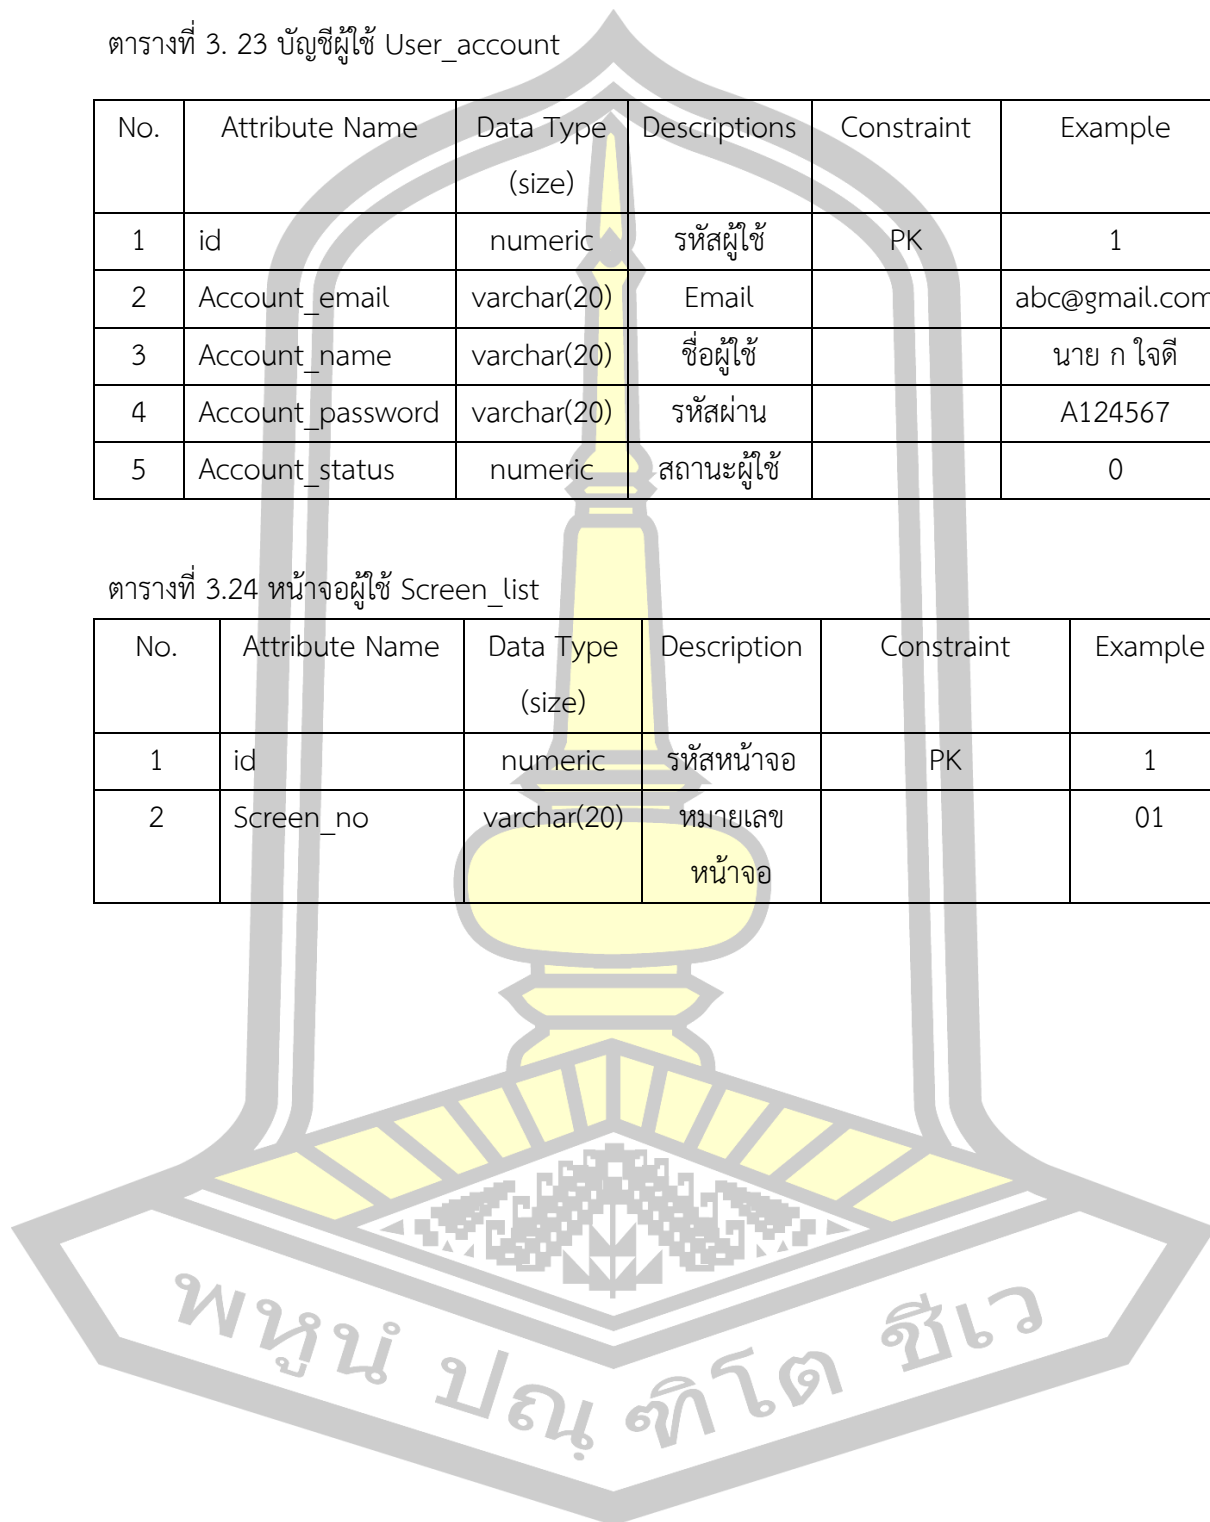 ตารางที่ 3. 23 บัญชีผู้ใช้ User_account
No. Attribute Name Data Type Descriptions Constraint Example
(size)
1 id numeric รหัสผู้ใช้ PK 1
2 Account_email varchar(20) Email abc@gmail.com
3 Account_name varchar(20) ชื่อผู้ใช้ นาย ก ใจดี
4 Account_password varchar(20) รหัสผ่าน A124567
5 Account_status numeric สถานะผู้ใช้ 0
ตารางที่ 3.24 หน้าจอผู้ใช้ Screen_list
No. Attribute Name Data Type Description Constraint Example
(size)
1 id numeric รหัสหน้าจอ PK 1
2 Screen_no varchar(20) หมายเลข 01
หน้าจอ
พหูนํ ปณฺฑิโต ชีเว